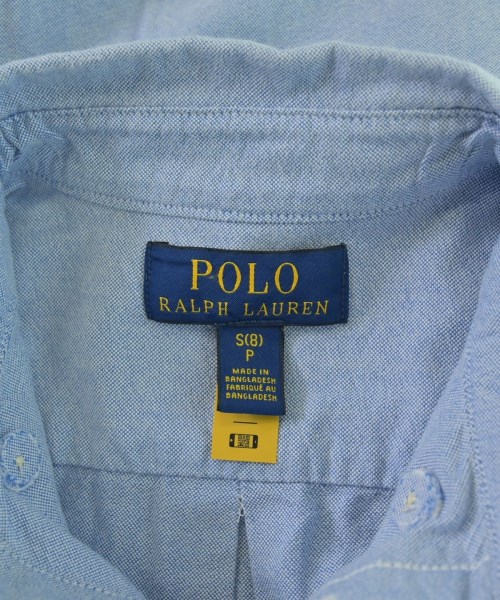 POLO
RALPH LAUREN
S(8)
P
MADE IN
BANGLADESH
FABRIQUÉ AU
BANGLADESH